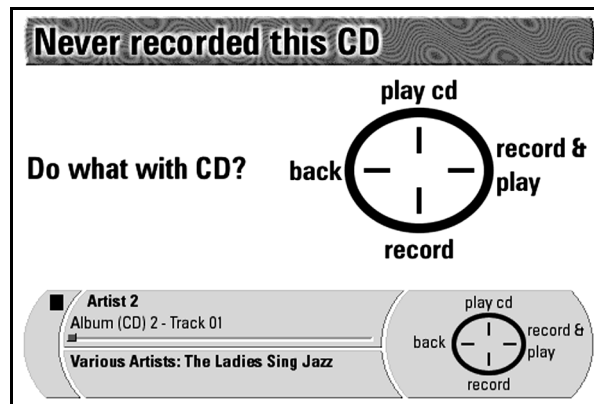 Never recorded this CD
play cd
Do what with CD?
back
record &
play
record
Artist 2
Album (CD) 2 - Track 01
Various Artists: The Ladies Sing Jazz
play cd
back
record &
play
record